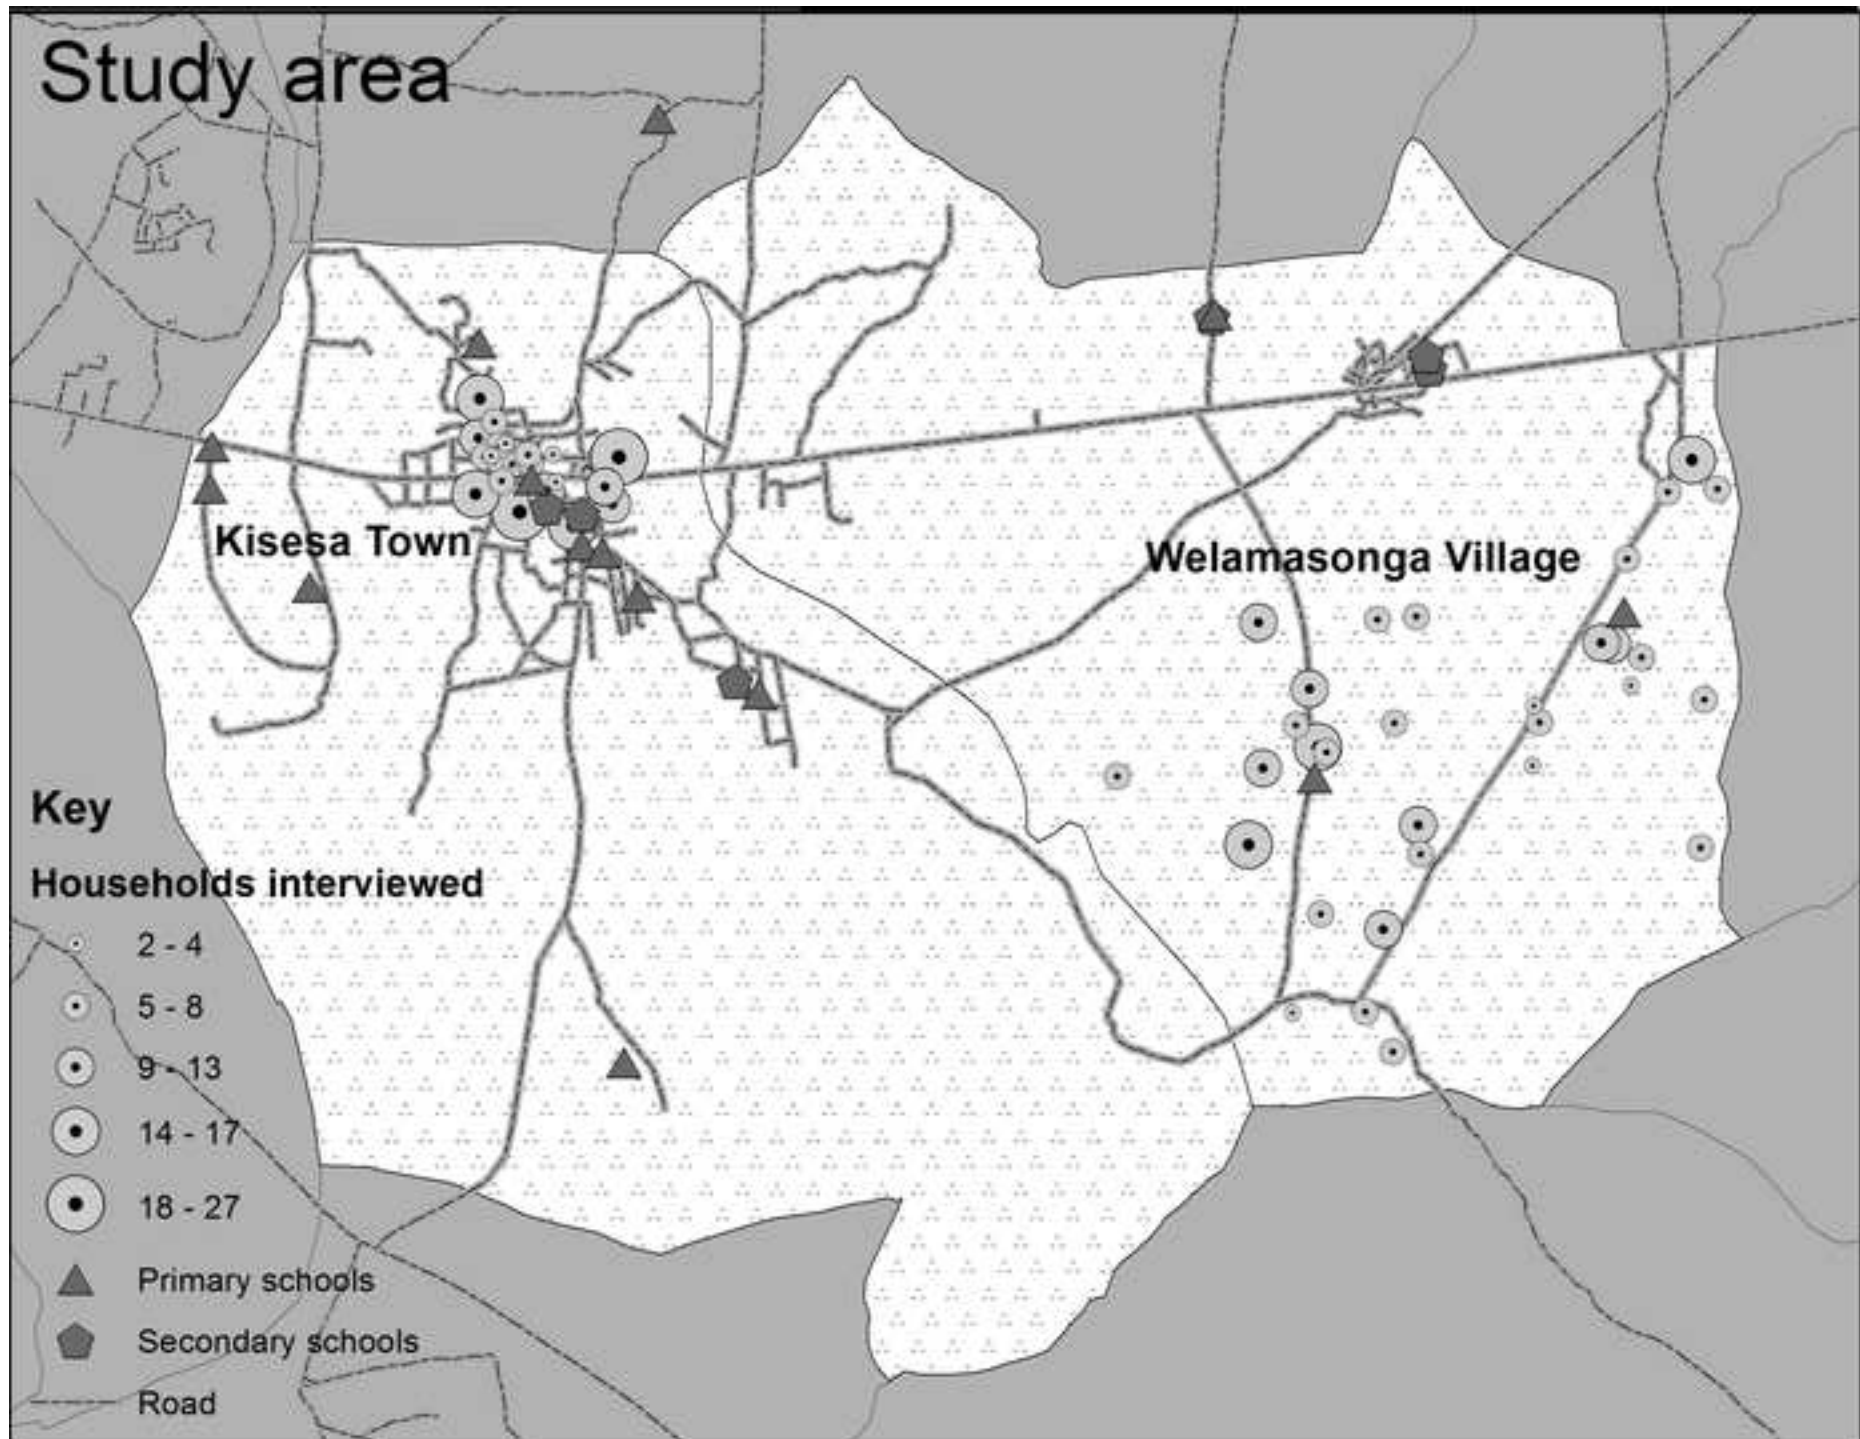 Study area
Kisesa Town
Welamasonga Village
Key
Households interviewed
2 - 4
5 - 8
9 - 13
14 - 17
18 - 27
Primary schools
Secondary schools
Road